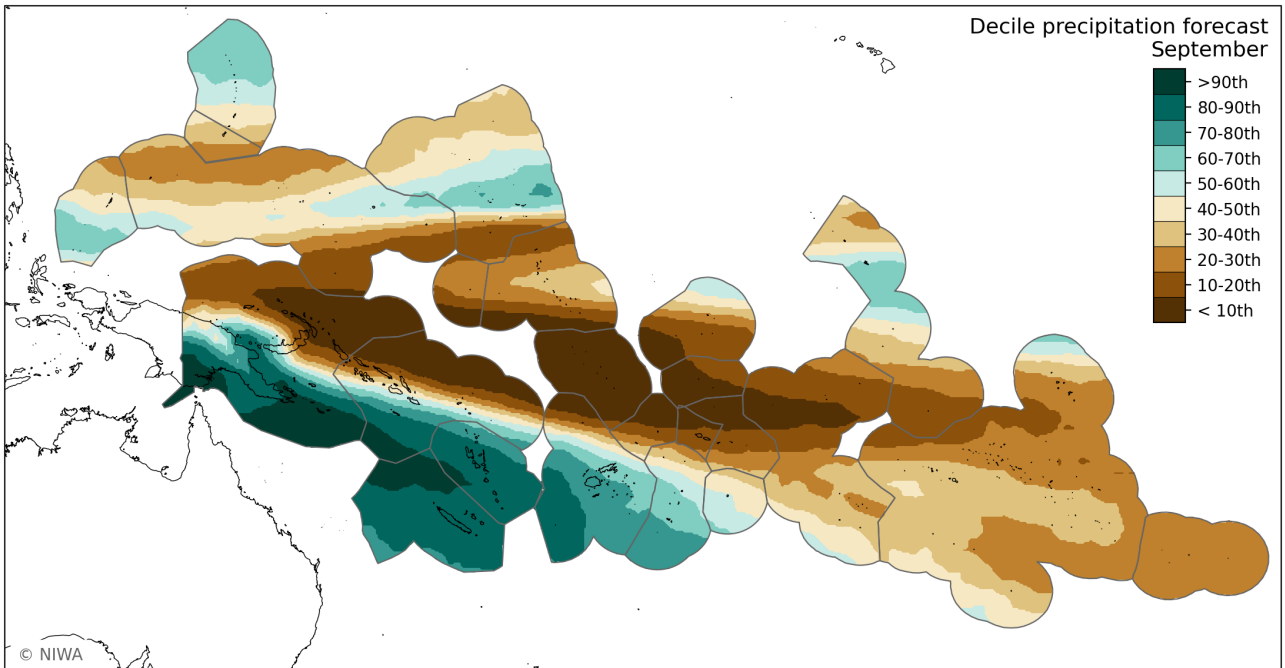 Decile precipitation forecast
September
>90th
80-90th
70-80th
60-70th
50-60th
40-50th
30-40th
20-30th
10-20th
< 10th
© NIWA